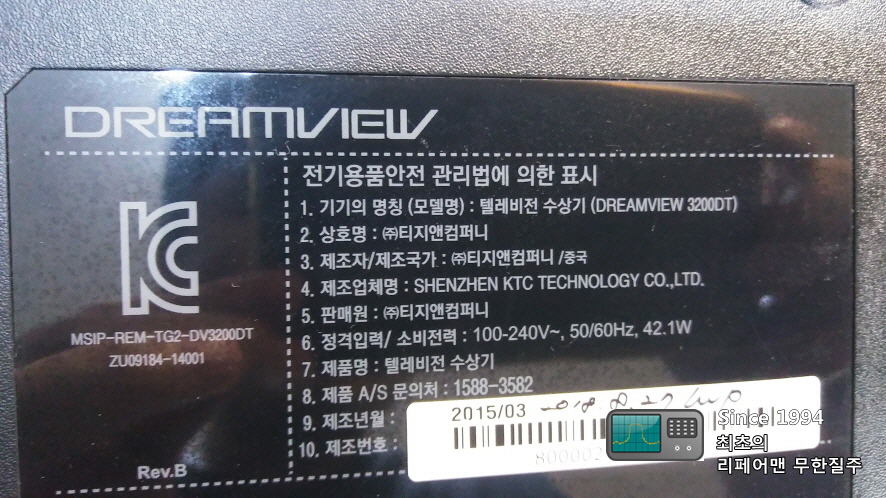 DREAMVIEW
전기용품안전 관리법에 의한 표시
1. 기기의 명칭 (모델명) : 텔레비전 수상기 (DREAMVIEW 3200DT)
2. 상호명 : ㈜티지앤컴퍼니
3. 제조자/제조국가 : ㈜티지앤컴퍼니 /중국
4. 제조업체명 : SHENZHEN KTC TECHNOLOGY CO.,LTD.
5. 판매원 : ㈜티지앤컴퍼니
6. 정격입력/ 소비전력 : 100-240V~, 50/60Hz, 42.1W
7. 제품명 : 텔레비전 수상기
8. 제품 A/S 문의처 : 1588-3582
9. 제조년월 : 2015/03
10. 제조번호 :
MSIP-REM-TG2-DV3200DT
ZU09184-14001
Rev.B
Since 1994
최초의
리페어맨 무한질주